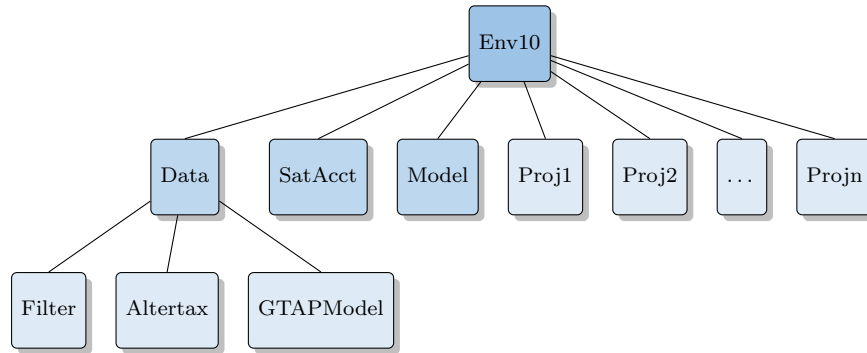 Env10
Data SatAcct Model Proj1 Proj2 ... Projn
Filter Altertax GTAPModel